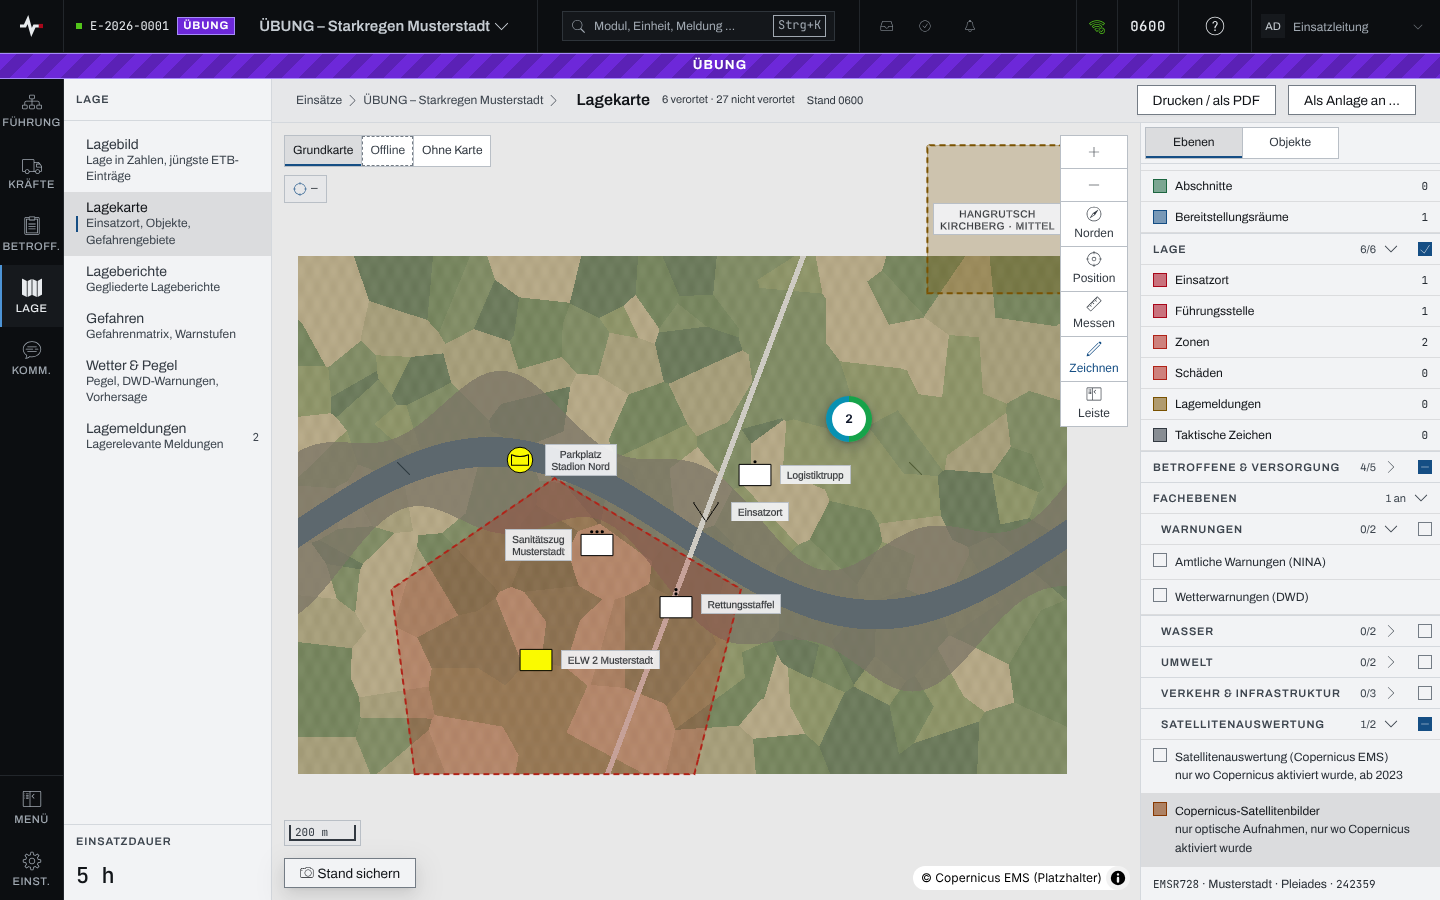 E-2026-0001 ÜBUNG
ÜBUNG – Starkregen Musterstadt
Modul, Einheit, Meldung ... Strg+K
0600
AD Einsatzleitung
ÜBUNG
FÜHRUNG
KRÄFTE
BETROFF.
LAGE
KOMM.
MENÜ
EINST.
LAGE
Lagebild
Lage in Zahlen, jüngste ETB-
Einträge
Lagekarte
Einsatzort, Objekte,
Gefahrengebiete
Lageberichte
Gegliederte Lageberichte
Gefahren
Gefahrenmatrix, Warnstufen
Wetter & Pegel
Pegel, DWD-Warnungen,
Vorhersage
Lagemeldungen
Lagerelevante Meldungen 2
EINSATZDAUER
5 h
Einsätze ÜBUNG – Starkregen Musterstadt Lagekarte 6 verortet · 27 nicht verortet Stand 0600
Drucken / als PDF
Als Anlage an ...
Grundkarte Offline Ohne Karte
–
HANGRUTSCH
KIRCHBERG · MITTEL
Norden
Position
Messen
Zeichnen
Leiste
2
Parkplatz
Stadion Nord
Logistiktrupp
Einsatzort
Sanitätszug
Musterstadt
Rettungsstaffel
ELW 2 Musterstadt
200 m
Stand sichern
© Copernicus EMS (Platzhalter)
Ebenen Objekte
Abschnitte 0
Bereitstellungsräume 1
LAGE 6/6
Einsatzort 1
Führungsstelle 1
Zonen 2
Schäden 0
Lagemeldungen 0
Taktische Zeichen 0
BETROFFENE & VERSORGUNG 4/5
FACHEBENEN 1 an
WARNUNGEN 0/2
Amtliche Warnungen (NINA)
Wetterwarnungen (DWD)
WASSER 0/2
UMWELT 0/2
VERKEHR & INFRASTRUKTUR 0/3
SATELLITENAUSWERTUNG 1/2
Satellitenauswertung (Copernicus EMS)
nur wo Copernicus aktiviert wurde, ab 2023
Copernicus-Satellitenbilder
nur optische Aufnahmen, nur wo Copernicus
aktiviert wurde
EMSR728 · Musterstadt · Pleiades · 242359